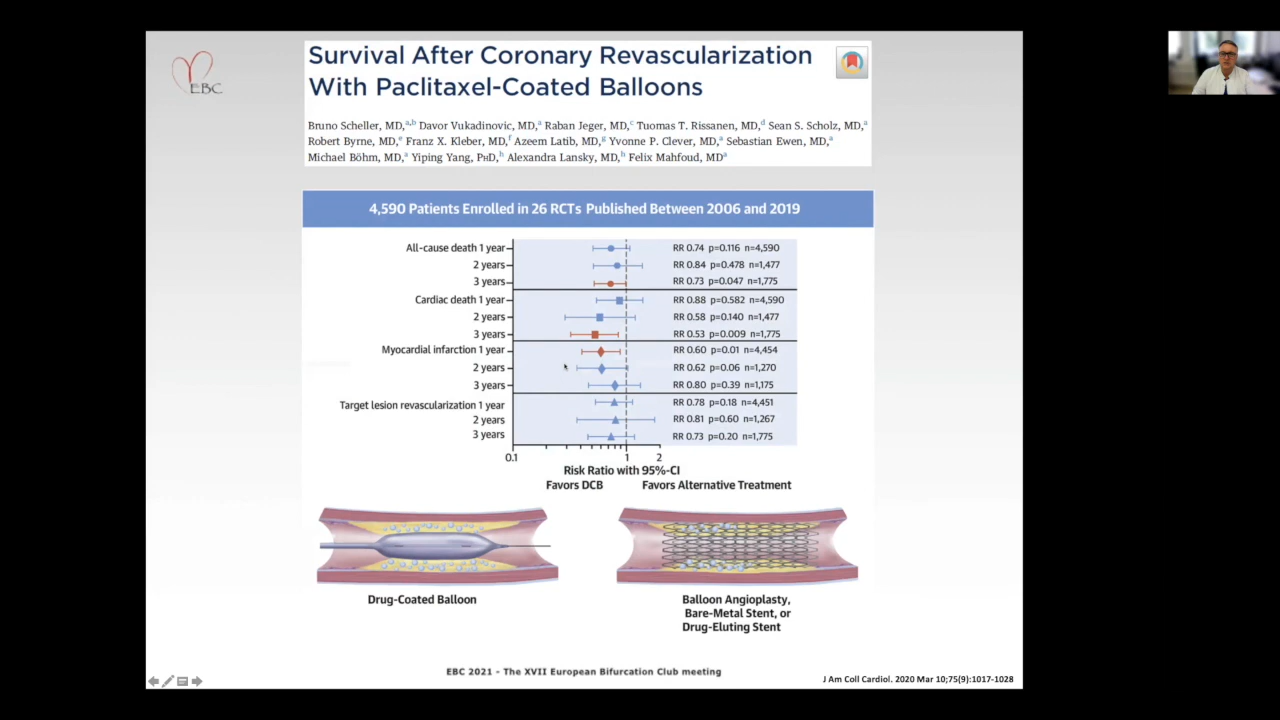 EBC
Survival After Coronary Revascularization
With Paclitaxel-Coated Balloons
Bruno Scheller, MD,a,b Davor Vukadinovic, MD,a Raban Jeger, MD,c Tuomas T. Rissanen, MD,d Sean S. Scholz, MD,a
Robert Byrne, MD,e Franz X. Kleber, MD,f Azeem Latib, MD,g Yvonne P. Clever, MD,a Sebastian Ewen, MD,a
Michael Böhm, MD,a Yiping Yang, PhD,h Alexandra Lansky, MD,h Felix Mahfoud, MDa
4,590 Patients Enrolled in 26 RCTs Published Between 2006 and 2019
All-cause death 1 year RR 0.74 p=0.116 n=4,590
2 years RR 0.84 p=0.478 n=1,477
3 years RR 0.73 p=0.047 n=1,775
Cardiac death 1 year RR 0.88 p=0.582 n=4,590
2 years RR 0.58 p=0.140 n=1,477
3 years RR 0.53 p=0.009 n=1,775
Myocardial infarction 1 year RR 0.60 p=0.01 n=4,454
2 years RR 0.62 p=0.06 n=1,270
3 years RR 0.80 p=0.39 n=1,175
Target lesion revascularization 1 year RR 0.78 p=0.18 n=4,451
2 years RR 0.81 p=0.60 n=1,267
3 years RR 0.73 p=0.20 n=1,775
0.1 1 2
Risk Ratio with 95%-CI
Favors DCB Favors Alternative Treatment
Drug-Coated Balloon
Balloon Angioplasty,
Bare-Metal Stent, or
Drug-Eluting Stent
EBC 2021 - The XVII European Bifurcation Club meeting
J Am Coll Cardiol. 2020 Mar 10;75(9):1017-1028